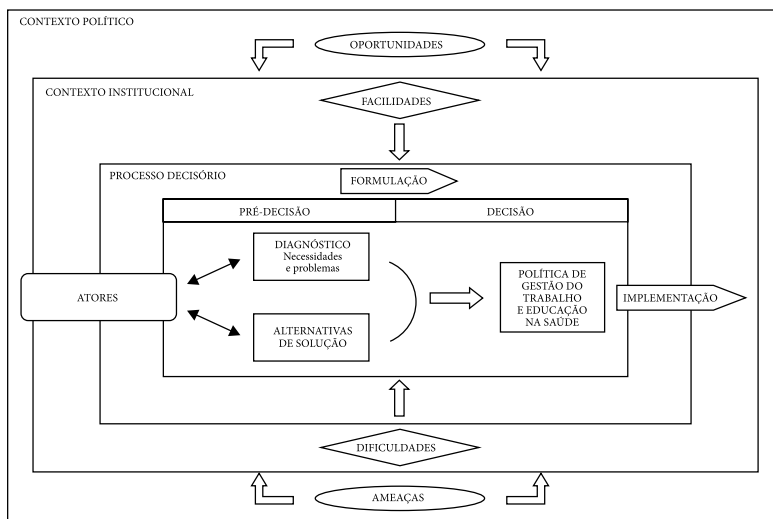 CONTEXTO POLÍTICO
OPORTUNIDADES
CONTEXTO INSTITUCIONAL
FACILIDADES
PROCESSO DECISÓRIO
FORMULAÇÃO
PRÉ-DECISÃO
DECISÃO
DIAGNÓSTICO
Necessidades
e problemas
ATORES
ALTERNATIVAS
DE SOLUÇÃO
POLÍTICA DE
GESTÃO DO
TRABALHO
E EDUCAÇÃO
NA SAÚDE
IMPLEMENTAÇÃO
DIFICULDADES
AMEAÇAS